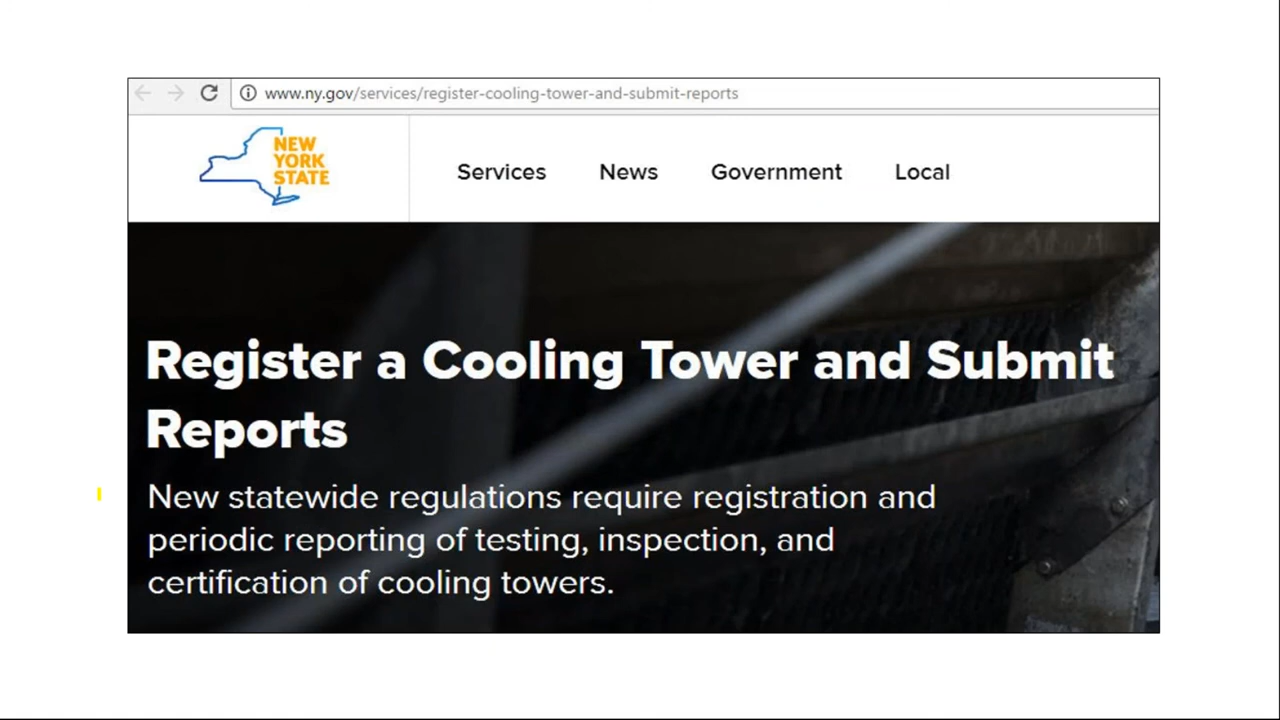 www.ny.gov/services/register-cooling-tower-and-submit-reports
NEW
YORK
STATE
Services News Government Local
Register a Cooling Tower and Submit
Reports
New statewide regulations require registration and
periodic reporting of testing, inspection, and
certification of cooling towers.